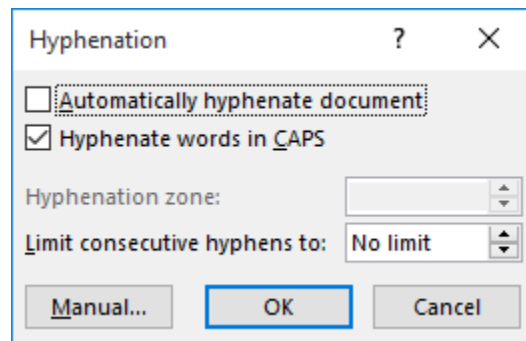 Hyphenation ?
Automatically hyphenate document
Hyphenate words in CAPS
Hyphenation zone:
Limit consecutive hyphens to: No limit
Manual... OK Cancel